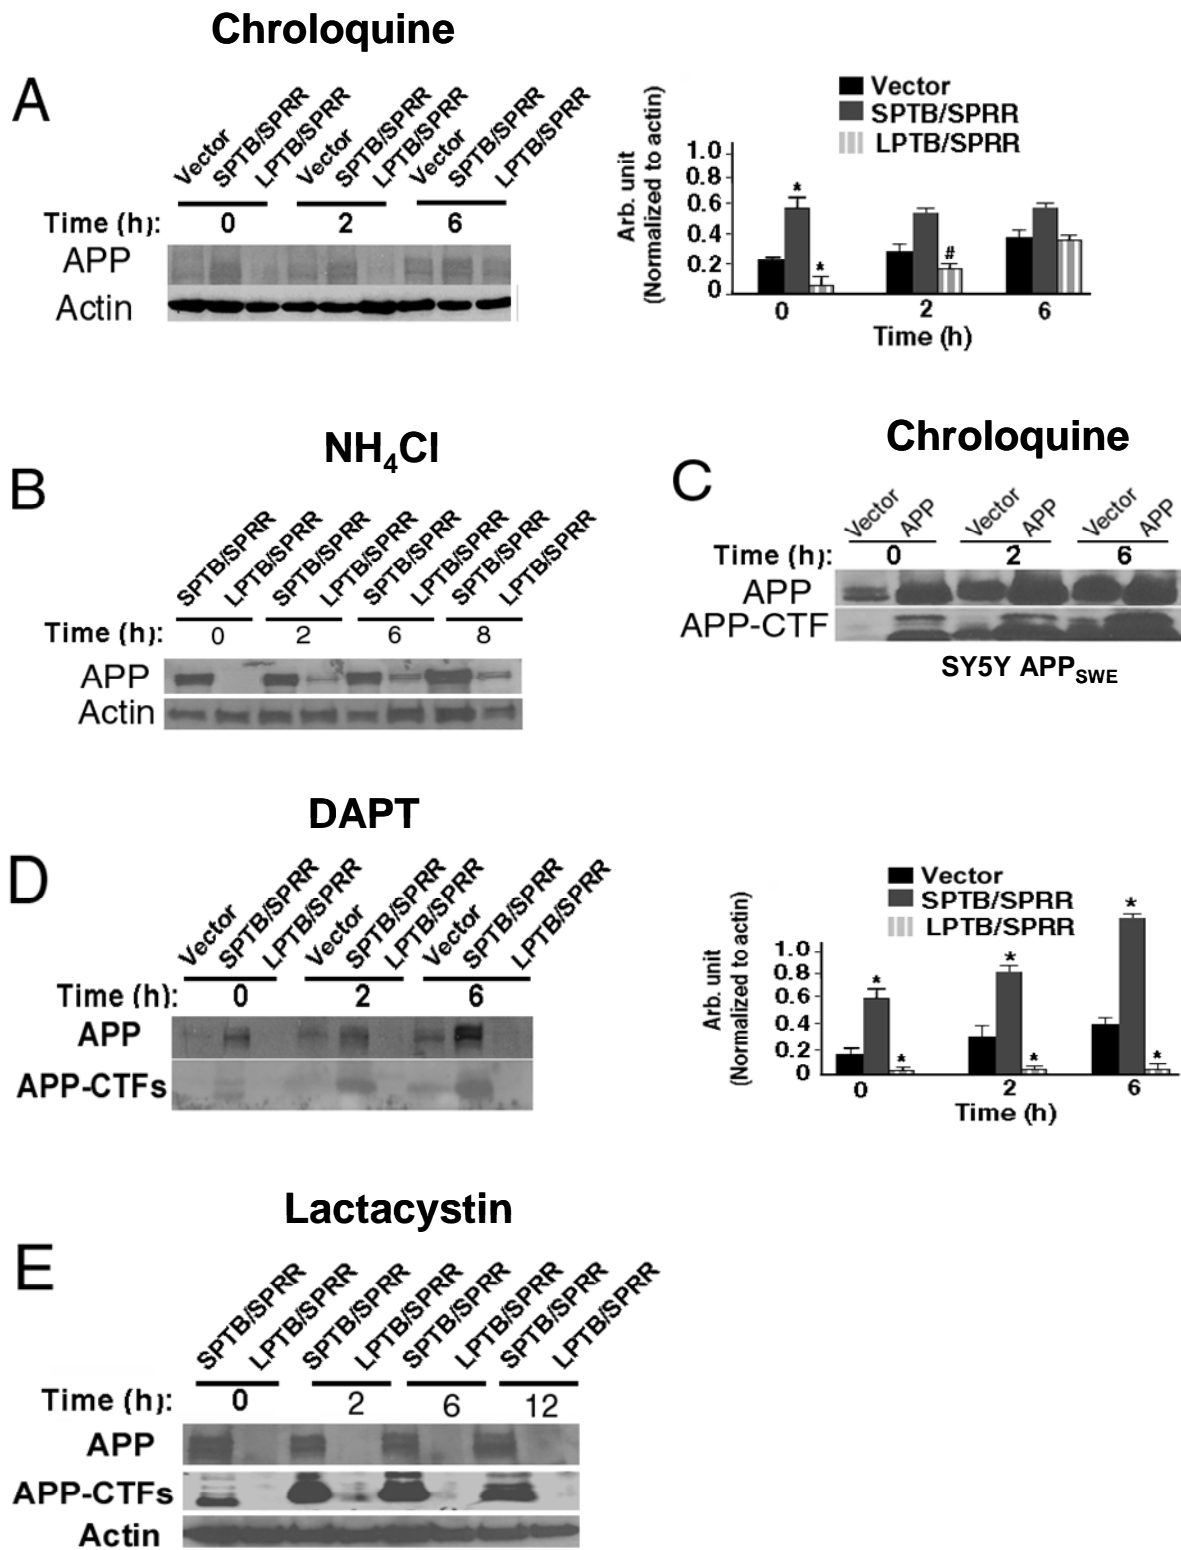 Chroloquine
A
Vector
SPTB/SPRR
LPTB/SPRR
Vector
SPTB/SPRR
LPTB/SPRR
Vector
SPTB/SPRR
LPTB/SPRR
Time (h):
0
2
6
APP
Actin
Vector
SPTB/SPRR
LPTB/SPRR
Arb. unit
(Normalized to actin)
1.0
0.8
0.6
0.4
0.2
0
*
*
#
0
2
6
Time (h)
NH4Cl
B
SPTB/SPRR
LPTB/SPRR
SPTB/SPRR
LPTB/SPRR
SPTB/SPRR
LPTB/SPRR
SPTB/SPRR
LPTB/SPRR
Time (h):
0
2
6
8
APP
Actin
Chroloquine
C
Vector
APP
Vector
APP
Vector
APP
Time (h):
0
2
6
APP
APP-CTF
SY5Y APPSWE
DAPT
D
Vector
SPTB/SPRR
LPTB/SPRR
Vector
SPTB/SPRR
LPTB/SPRR
Vector
SPTB/SPRR
LPTB/SPRR
Time (h):
0
2
6
APP
APP-CTFs
Vector
SPTB/SPRR
LPTB/SPRR
Arb. unit
(Normalized to actin)
1.0
0.8
0.6
0.4
0.2
0
*
*
*
*
*
*
0
2
6
Time (h)
Lactacystin
E
SPTB/SPRR
LPTB/SPRR
SPTB/SPRR
LPTB/SPRR
SPTB/SPRR
LPTB/SPRR
SPTB/SPRR
LPTB/SPRR
Time (h):
0
2
6
12
APP
APP-CTFs
Actin